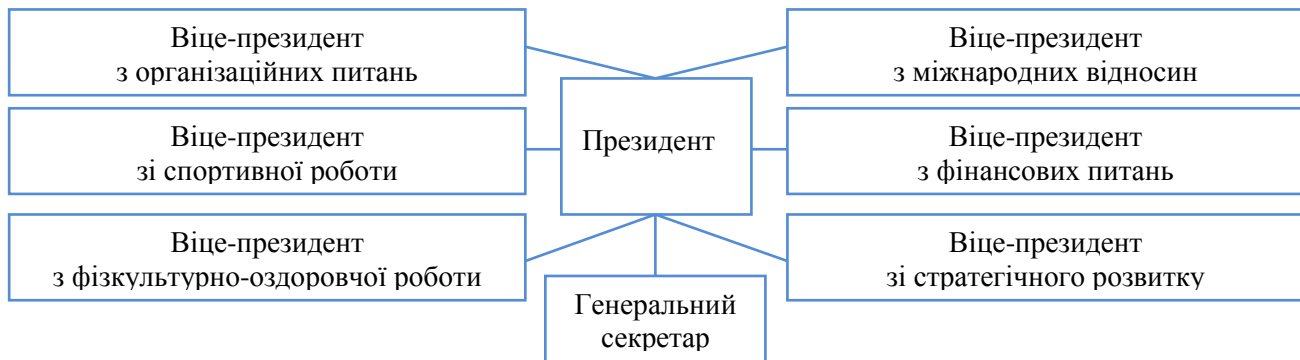 Віце-президент
з організаційних питань
Віце-президент
з міжнародних відносин
Президент
Віце-президент
зі спортивної роботи
Віце-президент
з фінансових питань
Віце-президент
з фізкультурно-оздоровчої роботи
Віце-президент
зі стратегічного розвитку
Генеральний
секретар